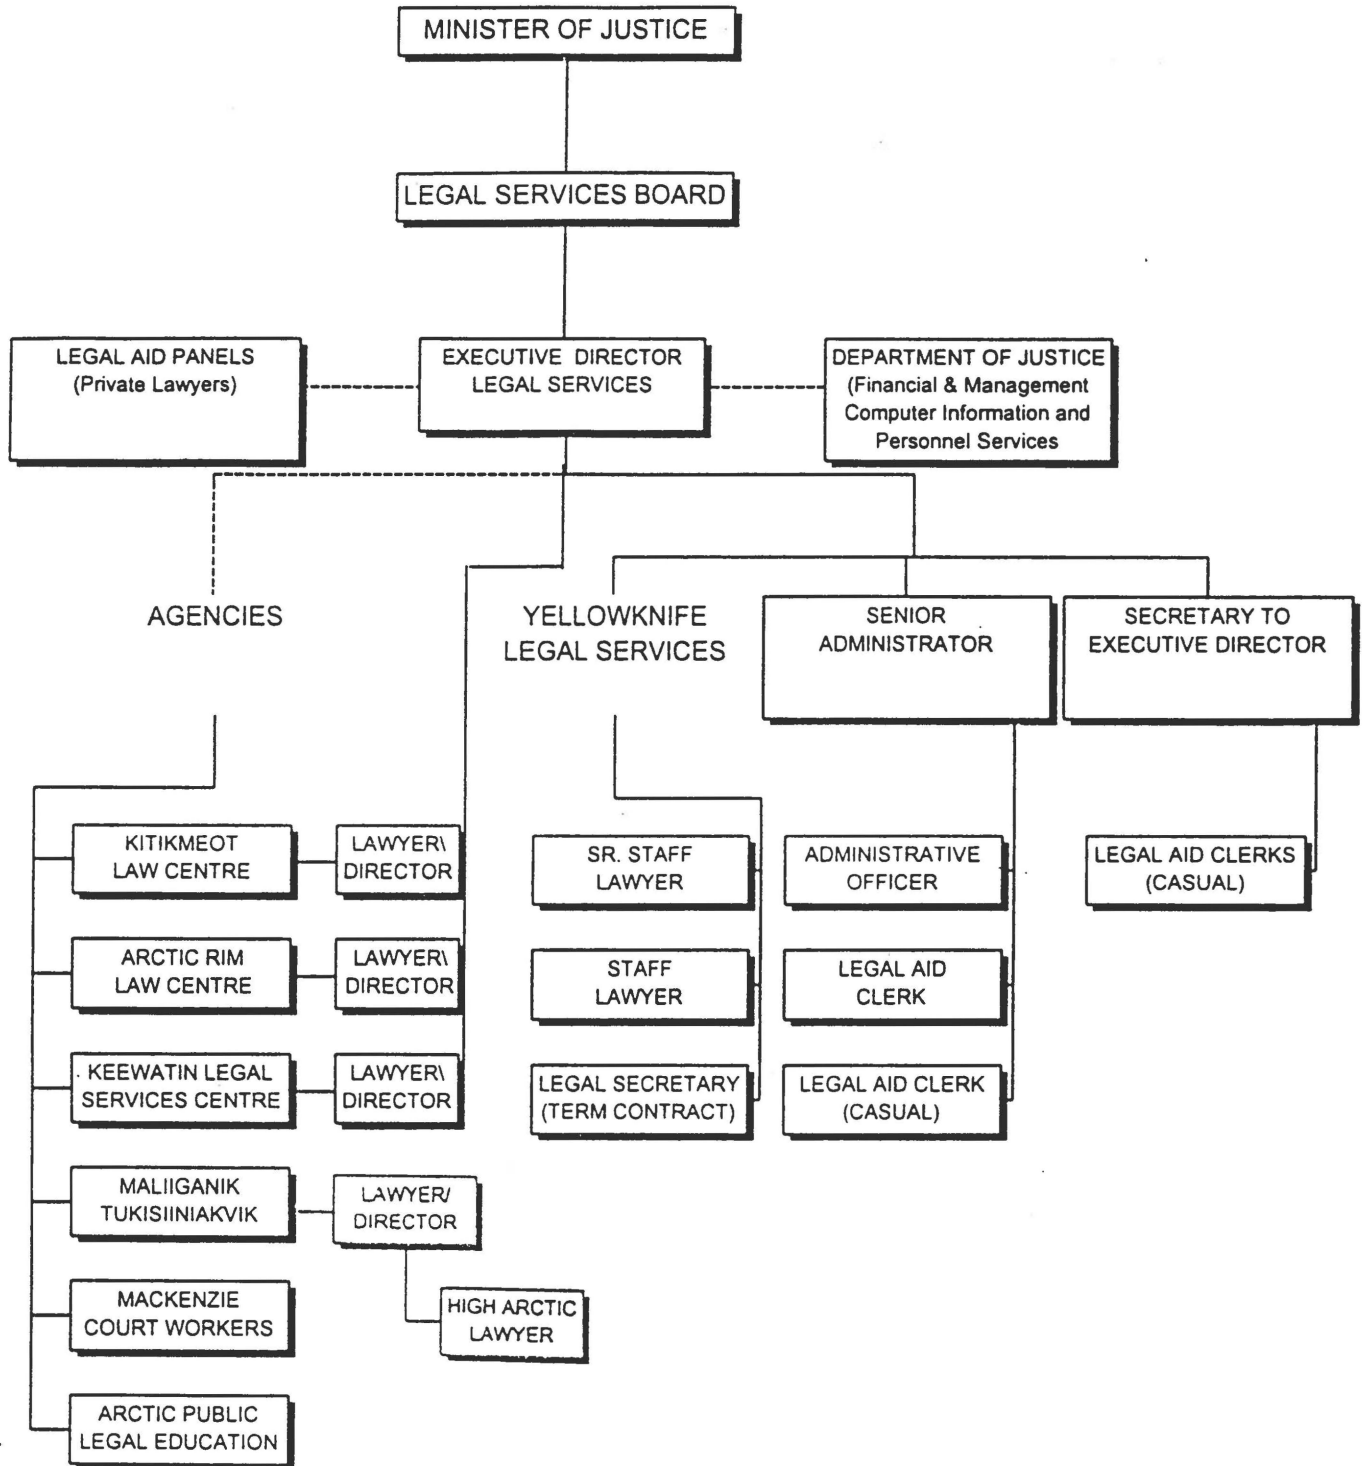 MINISTER OF JUSTICE
LEGAL SERVICES BOARD
LEGAL AID PANELS
(Private Lawyers)
EXECUTIVE DIRECTOR
LEGAL SERVICES
DEPARTMENT OF JUSTICE
(Financial & Management
Computer Information and
Personnel Services
AGENCIES
YELLOWKNIFE
LEGAL SERVICES
SENIOR
ADMINISTRATOR
SECRETARY TO
EXECUTIVE DIRECTOR
KITIKMEOT
LAW CENTRE
LAWYER\
DIRECTOR
SR. STAFF
LAWYER
ADMINISTRATIVE
OFFICER
LEGAL AID CLERKS
(CASUAL)
ARCTIC RIM
LAW CENTRE
LAWYER\
DIRECTOR
STAFF
LAWYER
LEGAL AID
CLERK
KEEWATIN LEGAL
SERVICES CENTRE
LAWYER\
DIRECTOR
LEGAL SECRETARY
(TERM CONTRACT)
LEGAL AID CLERK
(CASUAL)
MALIIGANIK
TUKISIINIAKVIK
LAWYER/
DIRECTOR
MACKENZIE
COURT WORKERS
HIGH ARCTIC
LAWYER
ARCTIC PUBLIC
LEGAL EDUCATION